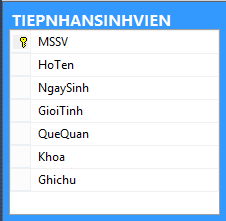 TIEPNHANSINHVIEN
MSSV
HoTen
NgaySinh
GioiTinh
QueQuan
Khoa
Ghichu